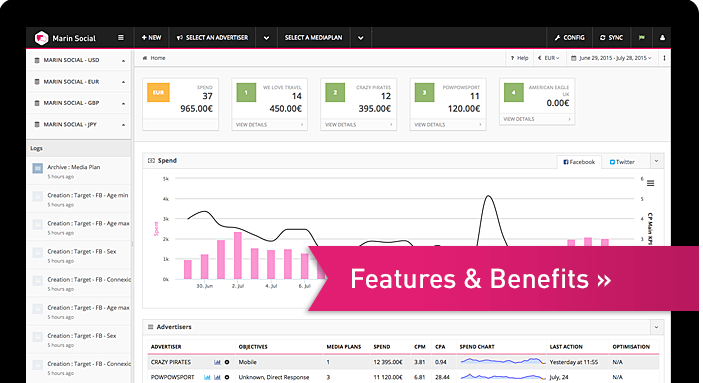 Marin Social
+ NEW
SELECT AN ADVERTISER
SELECT A MEDIAPLAN
CONFIG
SYNC
MARIN SOCIAL - USD
MARIN SOCIAL - EUR
MARIN SOCIAL - GBP
MARIN SOCIAL - JPY
Logs
Archive : Media Plan
5 hours ago
Creation : Target - FB - Age min
5 hours ago
Creation : Target - FB - Age max
5 hours ago
Creation : Target - FB - Sex
5 hours ago
Creation : Target - FB - Connexio
5 hours ago
Creation : Target - FB - Age max
5 hours ago
Creation : Target - FB - Sex
5 hours ago
Creation : Target - FB - Connexio
5 hours ago
Home
? Help
€ EUR
June 29, 2015 - July 28, 2015
EUR
SPEND
37
965.00€
1
WE LOVE TRAVEL
14
450.00€
VIEW DETAILS
2
CRAZY PIRATES
12
395.00€
VIEW DETAILS
3
POWPOWSPORT
11
120.00€
VIEW DETAILS
4
AMERICAN EAGLE
UK
0.00€
VIEW DETAILS
Spend
Facebook
Twitter
5k
4k
3k
2k
1k
0k
Spent
6
5
4
3
30. Jun
2. Jul
4. Jul
6. Jul
Features & Benefits »
Advertisers
ADVERTISER OBJECTIVES MEDIA PLANS SPEND CPM CPA SPEND CHART LAST ACTION OPTIMISATION
CRAZY PIRATES Mobile 1 12 395.00€ 3.81 0.94 Yesterday at 11:55 N/A
POWPOWSPORT Unknown, Direct Response 3 11 120.00€ 6.81 28.44 July, 24 N/A